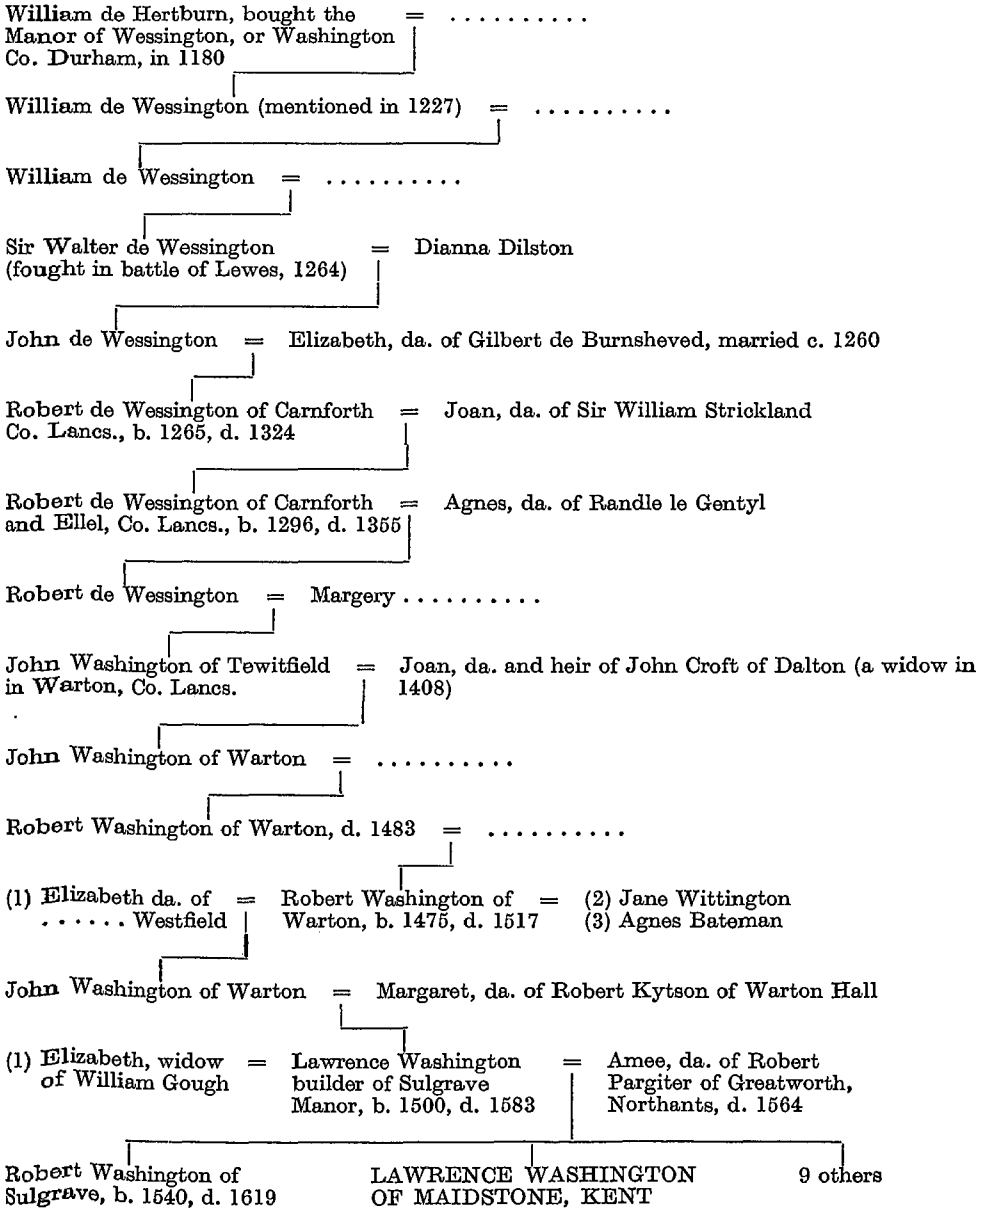 William de Hertburn, bought the = . . . . . . . . . .
Manor of Wessington, or Washington
Co. Durham, in 1180
William de Wessington (mentioned in 1227) = . . . . . . . . . .
William de Wessington = . . . . . . . . . .
Sir Walter de Wessington = Dianna Dilston
(fought in battle of Lewes, 1264)
John de Wessington = Elizabeth, da. of Gilbert de Burnsheved, married c. 1260
Robert de Wessington of Carnforth = Joan, da. of Sir William Strickland
Co. Lancs., b. 1265, d. 1324
Robert de Wessington of Carnforth = Agnes, da. of Randle le Gentyl
and Ellel, Co. Lancs., b. 1296, d. 1355
Robert de Wessington = Margery . . . . . . . . . .
John Washington of Tewitfield = Joan, da. and heir of John Croft of Dalton (a widow in
in Warton, Co. Lancs. 1408)
John Washington of Warton = . . . . . . . . . .
Robert Washington of Warton, d. 1483 = . . . . . . . . . .
(1) Elizabeth da. of = Robert Washington of = (2) Jane Wittington
. . . . . . Westfield Warton, b. 1475, d. 1517 (3) Agnes Bateman
John Washington of Warton = Margaret, da. of Robert Kytson of Warton Hall
(1) Elizabeth, widow = Lawrence Washington = Amee, da. of Robert
of William Gough builder of Sulgrave Pargiter of Greatworth,
Manor, b. 1500, d. 1583 Northants, d. 1564
Robert Washington of LAWRENCE WASHINGTON 9 others
Sulgrave, b. 1540, d. 1619 OF MAIDSTONE, KENT